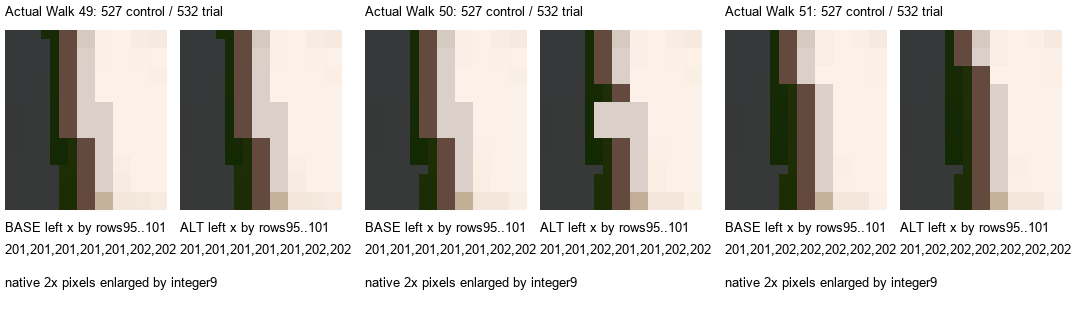 Actual Walk 49: 527 control / 532 trial
BASE left x by rows95..101
201,201,201,201,201,202,202
ALT left x by rows95..101
201,201,201,201,201,202,202
native 2x pixels enlarged by integer9
Actual Walk 50: 527 control / 532 trial
BASE left x by rows95..101
201,201,201,201,201,202,202
ALT left x by rows95..101
201,201,202,201,201,202,202
native 2x pixels enlarged by integer9
Actual Walk 51: 527 control / 532 trial
BASE left x by rows95..101
201,201,202,202,202,202,202
ALT left x by rows95..101
201,202,202,202,202,202,202
native 2x pixels enlarged by integer9